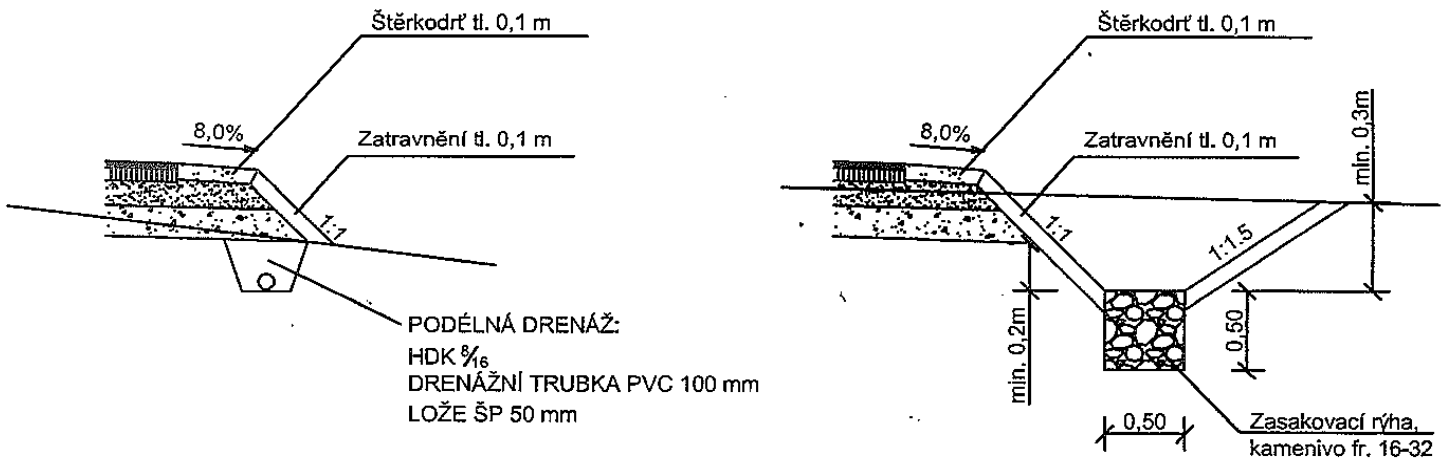 Štěrkodrť tl. 0,1 m
8,0%
Zatravnění tl. 0,1 m
1:1
PODÉLNÁ DRENÁŽ:
HDK 8/16
DRENÁŽNÍ TRUBKA PVC 100 mm
LOŽE ŠP 50 mm
Štěrkodrť tl. 0,1 m
8,0%
Zatravnění tl. 0,1 m
min. 0,3m
1:1
1:1.5
min. 0,2m
0,50
0,50
Zasakovací rýha,
kamenivo fr. 16-32